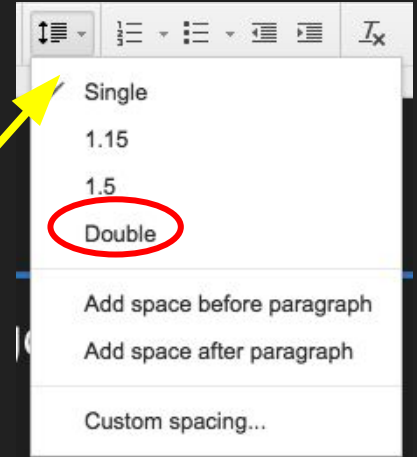 Single
1.15
1.5
Double
Add space before paragraph
Add space after paragraph
Custom spacing...